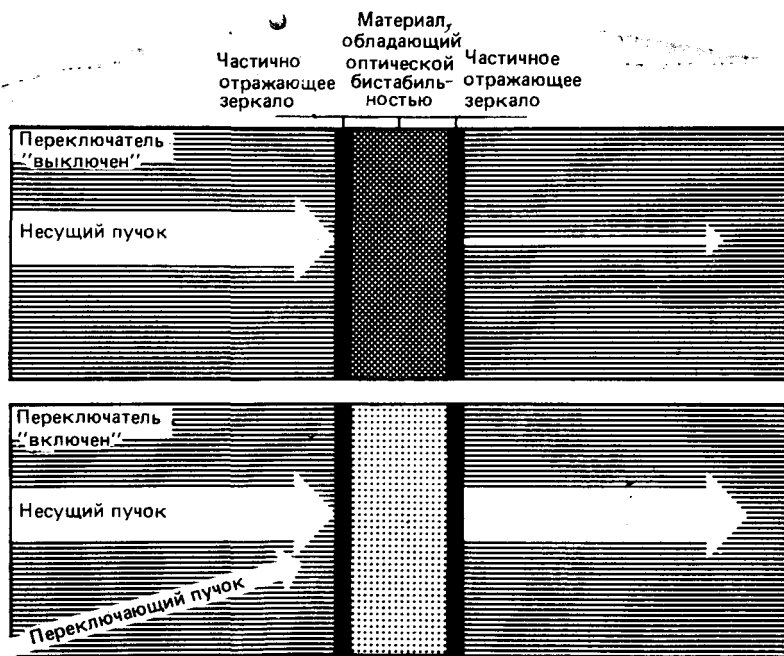 Частично
отражающее
зеркало
Материал,
обладающий
оптической
бистабиль-
ностью
Частичное
отражающее
зеркало
Переключатель
"выключен"
Несущий пучок
Переключатель
"включен"
Несущий пучок
Переключающий пучок